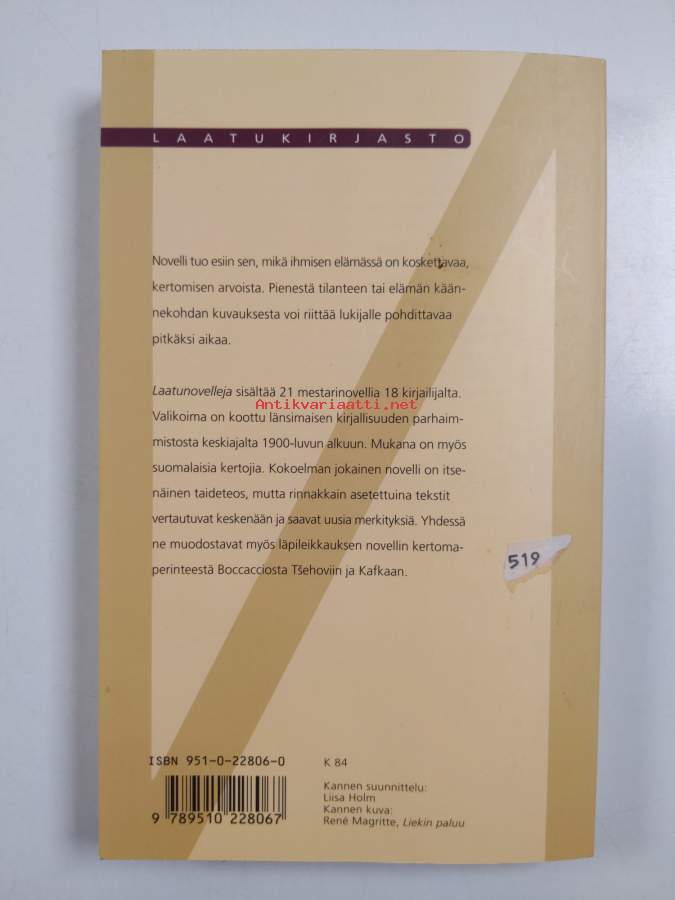 LAATUKIRJASTO
Novelli tuo esiin sen, mikä ihmisen elämässä on koskettavaa,
kertomisen arvoista. Pienestä tilanteen tai elämän kään-
nekohdan kuvauksesta voi riittää lukijalle pohdittavaa
pitkäksi aikaa.
Laatunovelleja sisältää 21 mestarinovellia 18 kirjailijalta.
Antikvariaatti.net
Valikoima on koottu länsimaisen kirjallisuuden parhaim-
mistosta keskiajalta 1900-luvun alkuun. Mukana on myös
suomalaisia kertojia. Kokoelman jokainen novelli on itse-
näinen taideteos, mutta rinnakkain asetettuina tekstit
vertautuvat keskenään ja saavat uusia merkityksiä. Yhdessä
ne muodostavat myös läpileikkauksen novellin kertoma-
perinteestä Boccacciosta Tšehoviin ja Kafkaan.
519
ISBN 951-0-22806-0
K 84
9 789510 228067
Kannen suunnittelu:
Liisa Holm
Kannen kuva:
René Magritte, Liekin paluu